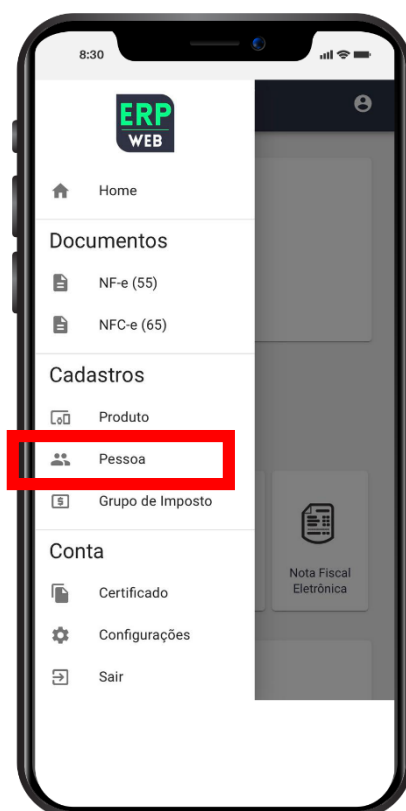 8:30
ERP
WEB
Home
Documentos
NF-e (55)
NFC-e (65)
Cadastros
Produto
Pessoa
Grupo de Imposto
Conta
Certificado
Configurações
Sair
Nota Fiscal
Eletrônica